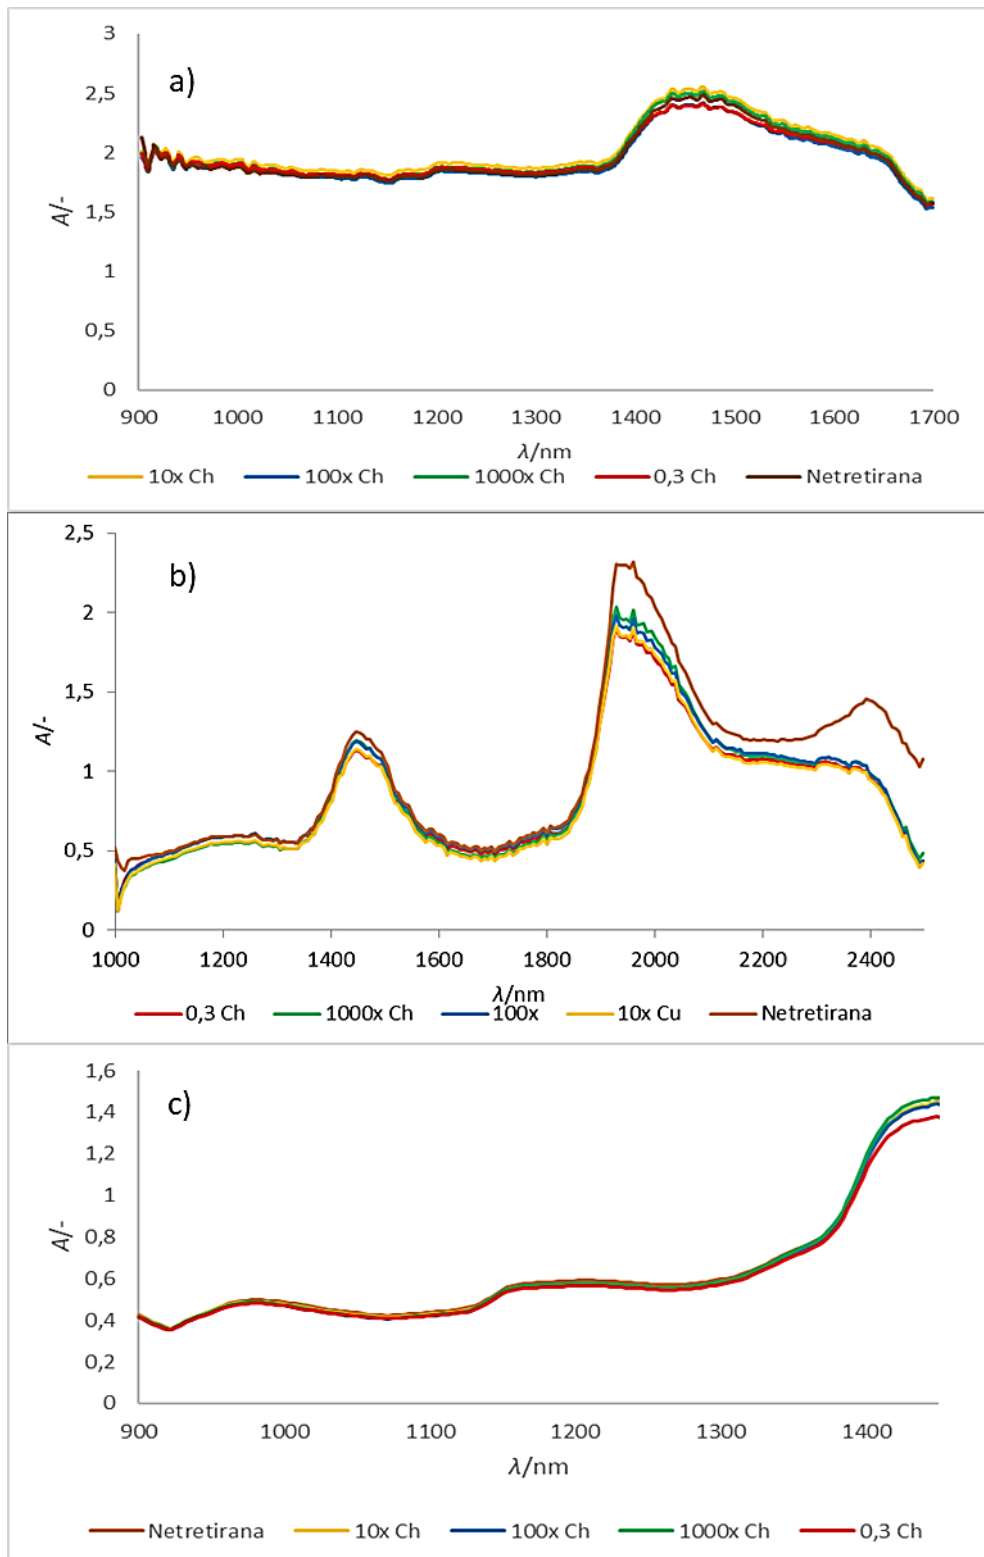 a)
3
2,5
2
1,5
1
0,5
0
A/-
900 1000 1100 1200 1300 1400 1500 1600 1700
λ/nm
10x Ch 100x Ch 1000x Ch 0,3 Ch Netretirana
b)
2,5
2
1,5
1
0,5
0
A/-
1000 1200 1400 1600 1800 2000 2200 2400
λ/nm
0,3 Ch 1000x Ch 100x 10x Cu Netretirana
c)
1,6
1,4
1,2
1
0,8
0,6
0,4
0,2
0
A/-
900 1000 1100 1200 1300 1400
λ/nm
Netretirana 10x Ch 100x Ch 1000x Ch 0,3 Ch